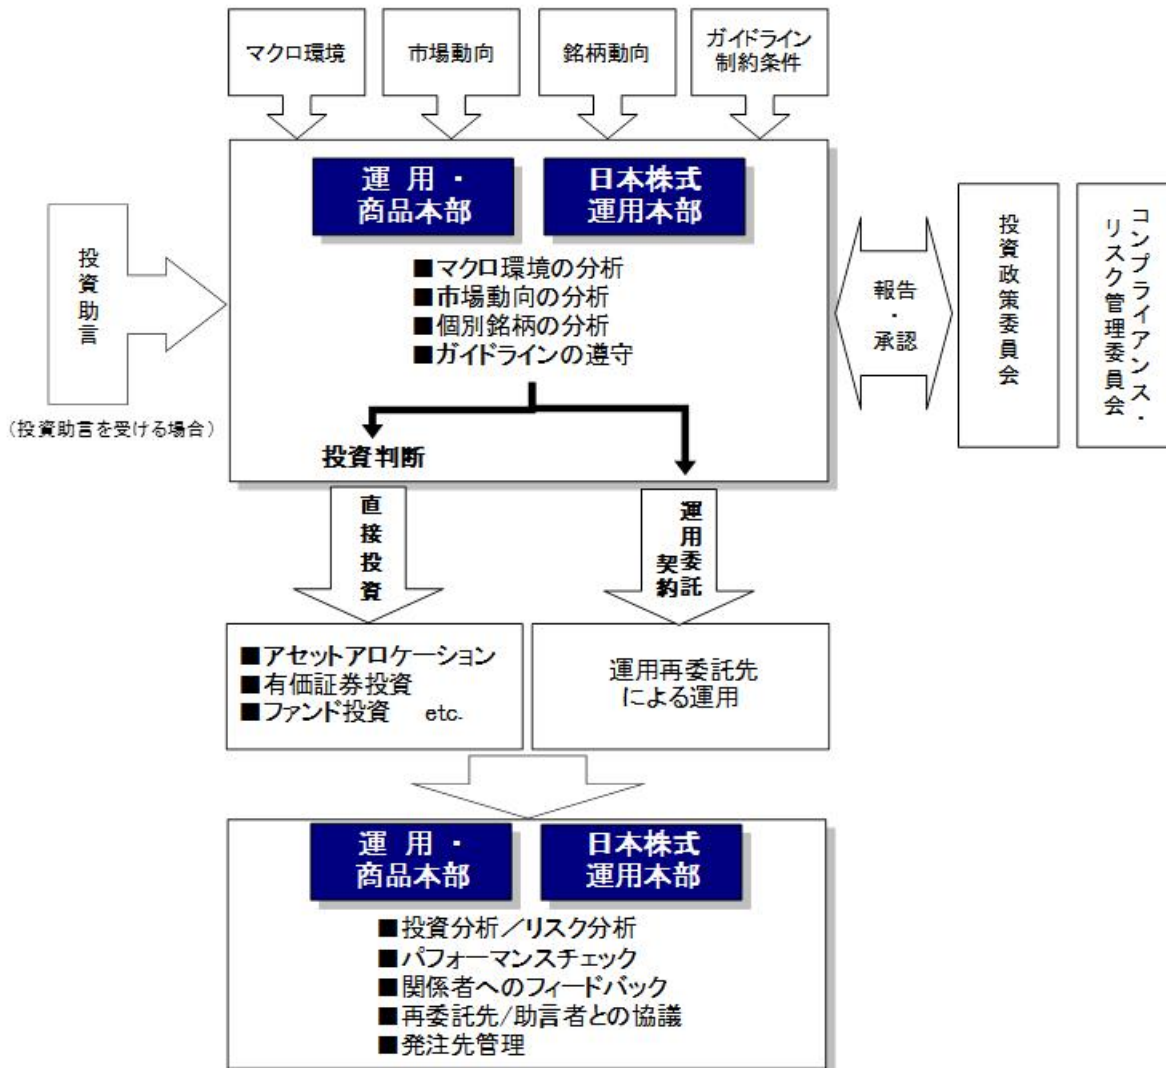 マクロ環境
市場動向
銘柄動向
ガイドライン
制約条件
運 用 ・
商品本部
日本株式
運用本部
■マクロ環境の分析
■市場動向の分析
■個別銘柄の分析
■ガイドラインの遵守
投資助言
(投資助言を受ける場合)
報告
・
承認
投資政策委員会
コンプライアンス・
リスク管理委員会
投資判断
直接投資
運用委託
契約
■アセットアロケーション
■有価証券投資
■ファンド投資 etc.
運用再委託先
による運用
運 用 ・
商品本部
日本株式
運用本部
■投資分析／リスク分析
■パフォーマンスチェック
■関係者へのフィードバック
■再委託先/助言者との協議
■発注先管理